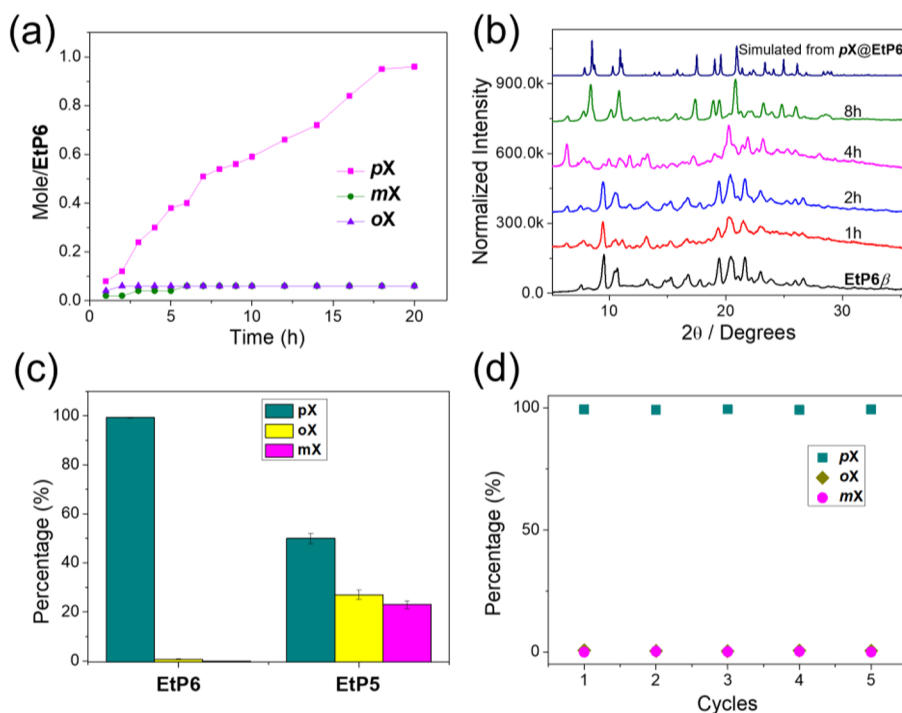 (a)
1.0
0.8
0.6
0.4
0.2
0.0
Mole/EtP6
pX
mX
oX
0 5 10 15 20
Time (h)
(b)
Simulated from pX@EtP6
900.0k
600.0k
300.0k
0.0
Normalized Intensity
8h
4h
2h
1h
EtP6β
10 20 30
2θ / Degrees
(c)
100
80
60
40
20
0
Percentage (%)
pX
oX
mX
EtP6 EtP5
(d)
100
50
0
Percentage (%)
pX
oX
mX
1 2 3 4 5
Cycles